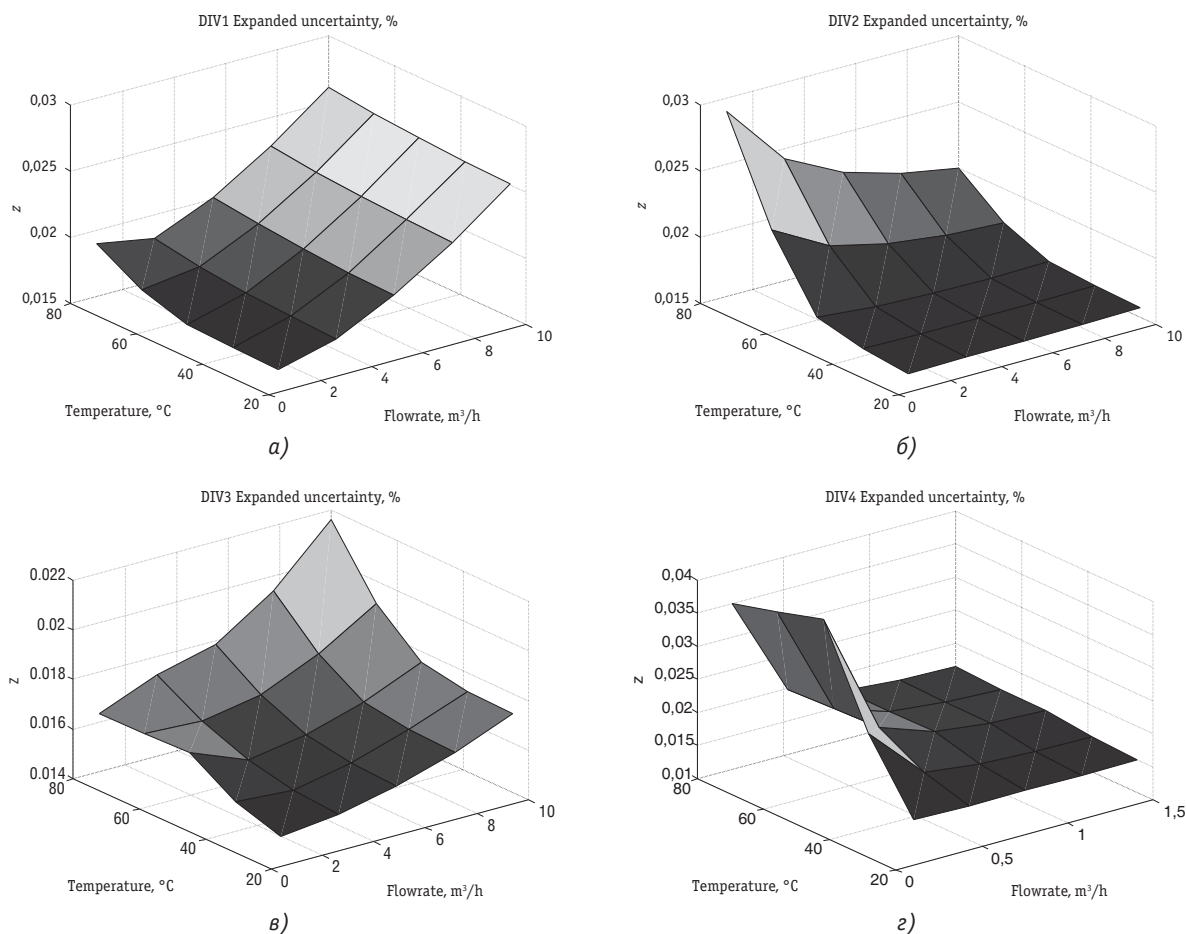 DIV1 Expanded uncertainty, %
0,03
0,025
z
0,02
0,015
80
60
40
20
0
2
4
6
8
10
Temperature, °C
Flowrate, m³/h
а)
DIV2 Expanded uncertainty, %
0,03
0,025
z
0,02
0,015
80
60
40
20
0
2
4
6
8
10
Temperature, °C
Flowrate, m³/h
б)
DIV3 Expanded uncertainty, %
0.022
0.02
0.018
z
0.016
0.014
80
60
40
20
0
2
4
6
8
10
Temperature, °C
Flowrate, m³/h
в)
DIV4 Expanded uncertainty, %
0,04
0,035
0,03
0,025
z
0,02
0,015
0,01
80
60
40
20
0
0,5
1
1,5
Temperature, °C
Flowrate, m³/h
г)